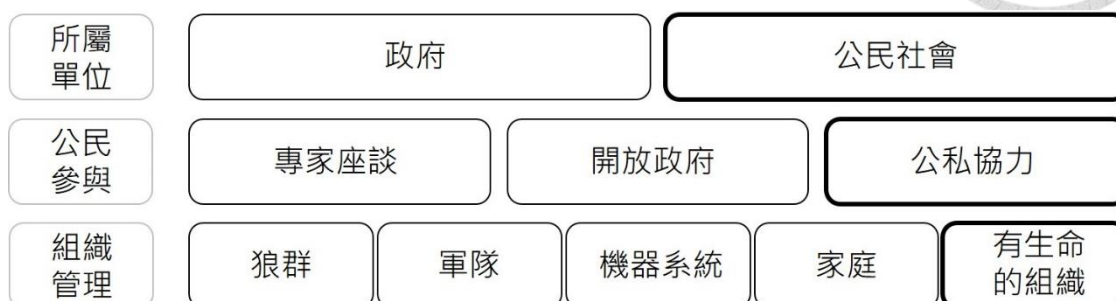 所屬
單位
政府
公民社會
公民
參與
專家座談
開放政府
公私協力
組織
管理
狼群
軍隊
機器系統
家庭
有生命
的組織